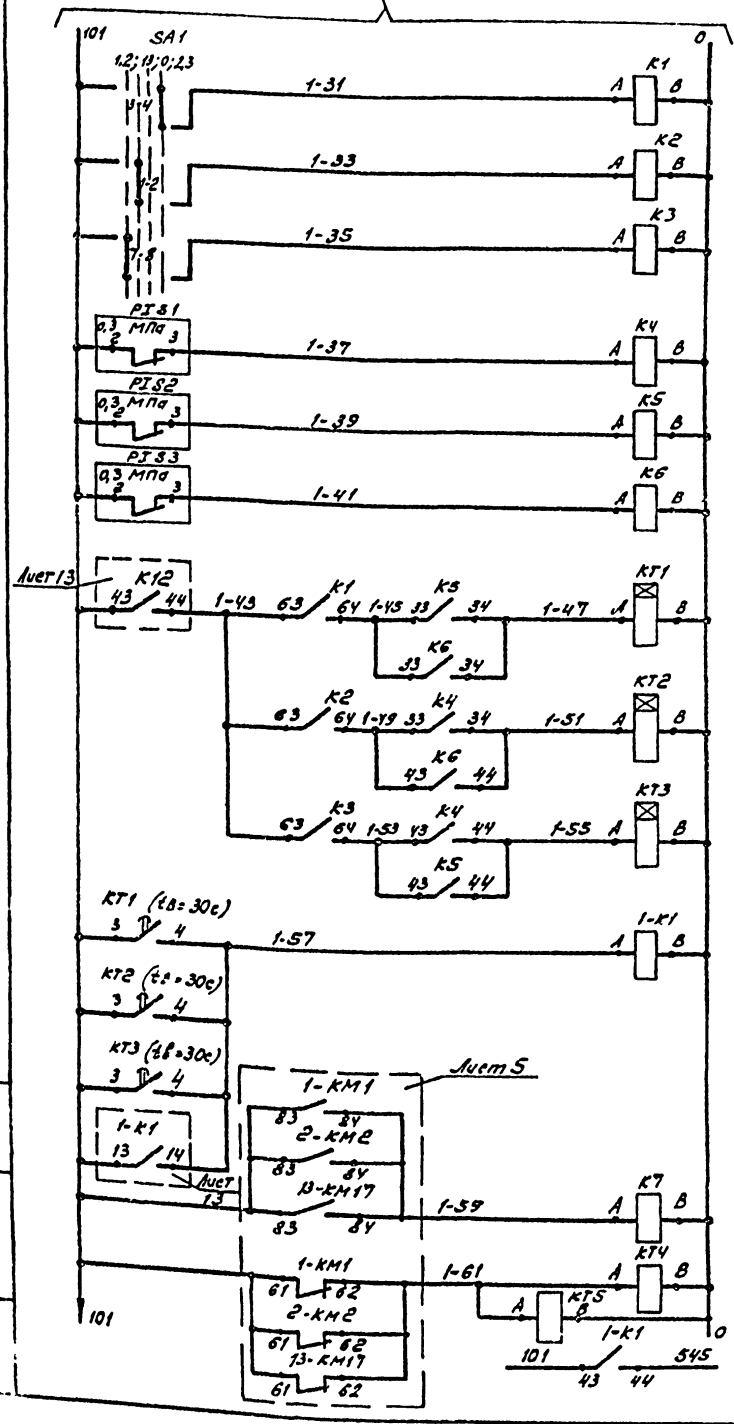 101 SA1 0
1,2; 1,3; 0; 2,3
1-31 A K1 B
3-4
1-33 A K2 B
1-2
1-35 A K3 B
7-8
PIS1
0,3 МПа
2 3 1-37 A K4 B
PIS2
0,3 МПа
2 3 1-39 A K5 B
PIS3
0,3 МПа
2 3 1-41 A K6 B
Лист 13
K12 K1 K5 KT1
43 44 1-43 63 64 1-45 33 34 1-47 A B
K6
33 34
K2 K4 KT2
63 64 1-49 33 34 1-51 A B
K6
43 44
K3 K4 KT3
63 64 1-53 43 44 1-55 A B
K5
43 44
KT1 (tв=30с) 1-K1
3 4 1-57 A B
KT2 (tв=30с)
3 4
KT3 (tв=30с)
3 4
Лист 5
1-KM1
83 84
1-K1
13 14
2-KM2
83 84
Лист 13
13-KM17 K7
83 84 1-59 A B
1-KM1 KT4
61 62 1-61 A B
2-KM2 KT5
61 62 A B
101 0
13-KM17 1-K1
61 62 101 43 44 545